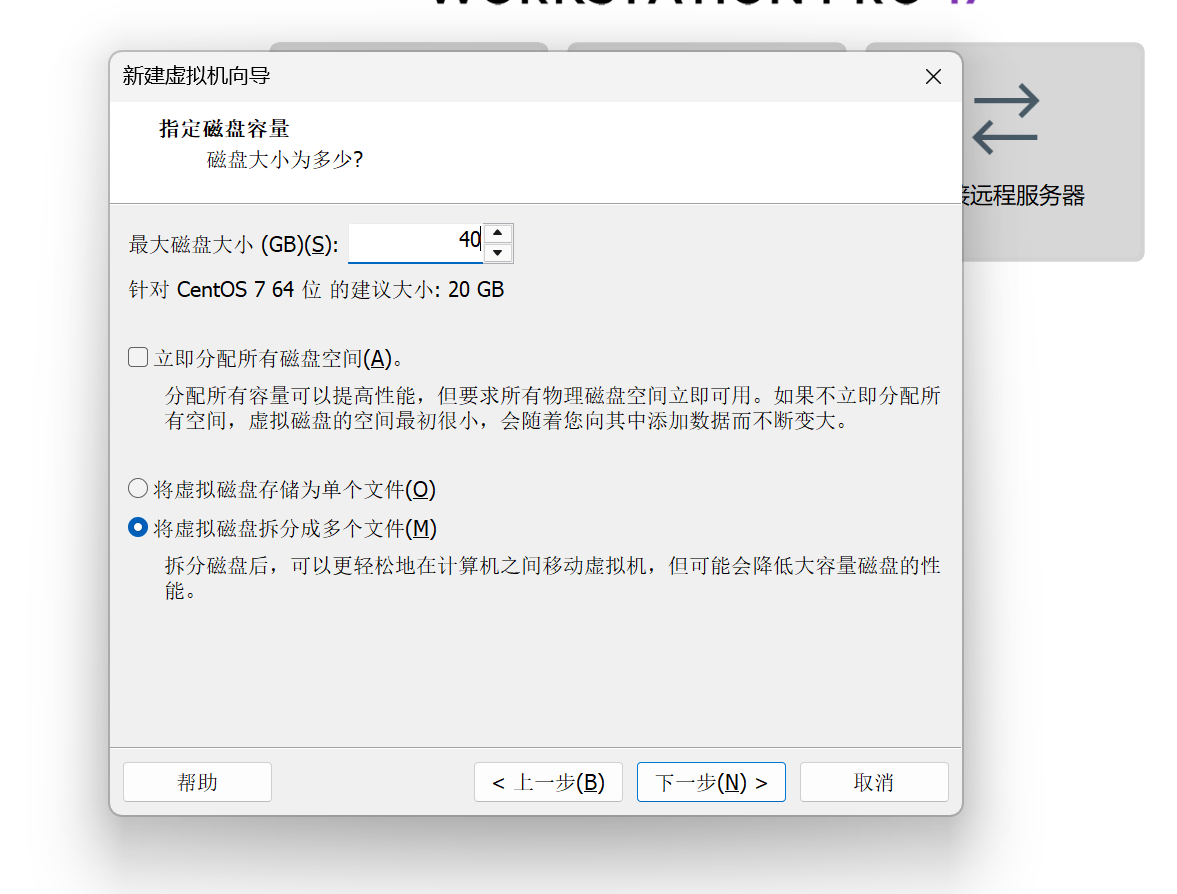 WORKSTATION PRO 17
新建虚拟机向导
指定磁盘容量
磁盘大小为多少?
接远程服务器
最大磁盘大小 (GB)(S): 40
针对 CentOS 7 64 位 的建议大小: 20 GB
立即分配所有磁盘空间(A)。
分配所有容量可以提高性能，但要求所有物理磁盘空间立即可用。如果不立即分配所
有空间，虚拟磁盘的空间最初很小，会随着您向其中添加数据而不断变大。
将虚拟磁盘存储为单个文件(O)
将虚拟磁盘拆分成多个文件(M)
拆分磁盘后，可以更轻松地在计算机之间移动虚拟机，但可能会降低大容量磁盘的性
能。
帮助
< 上一步(B)
下一步(N) >
取消